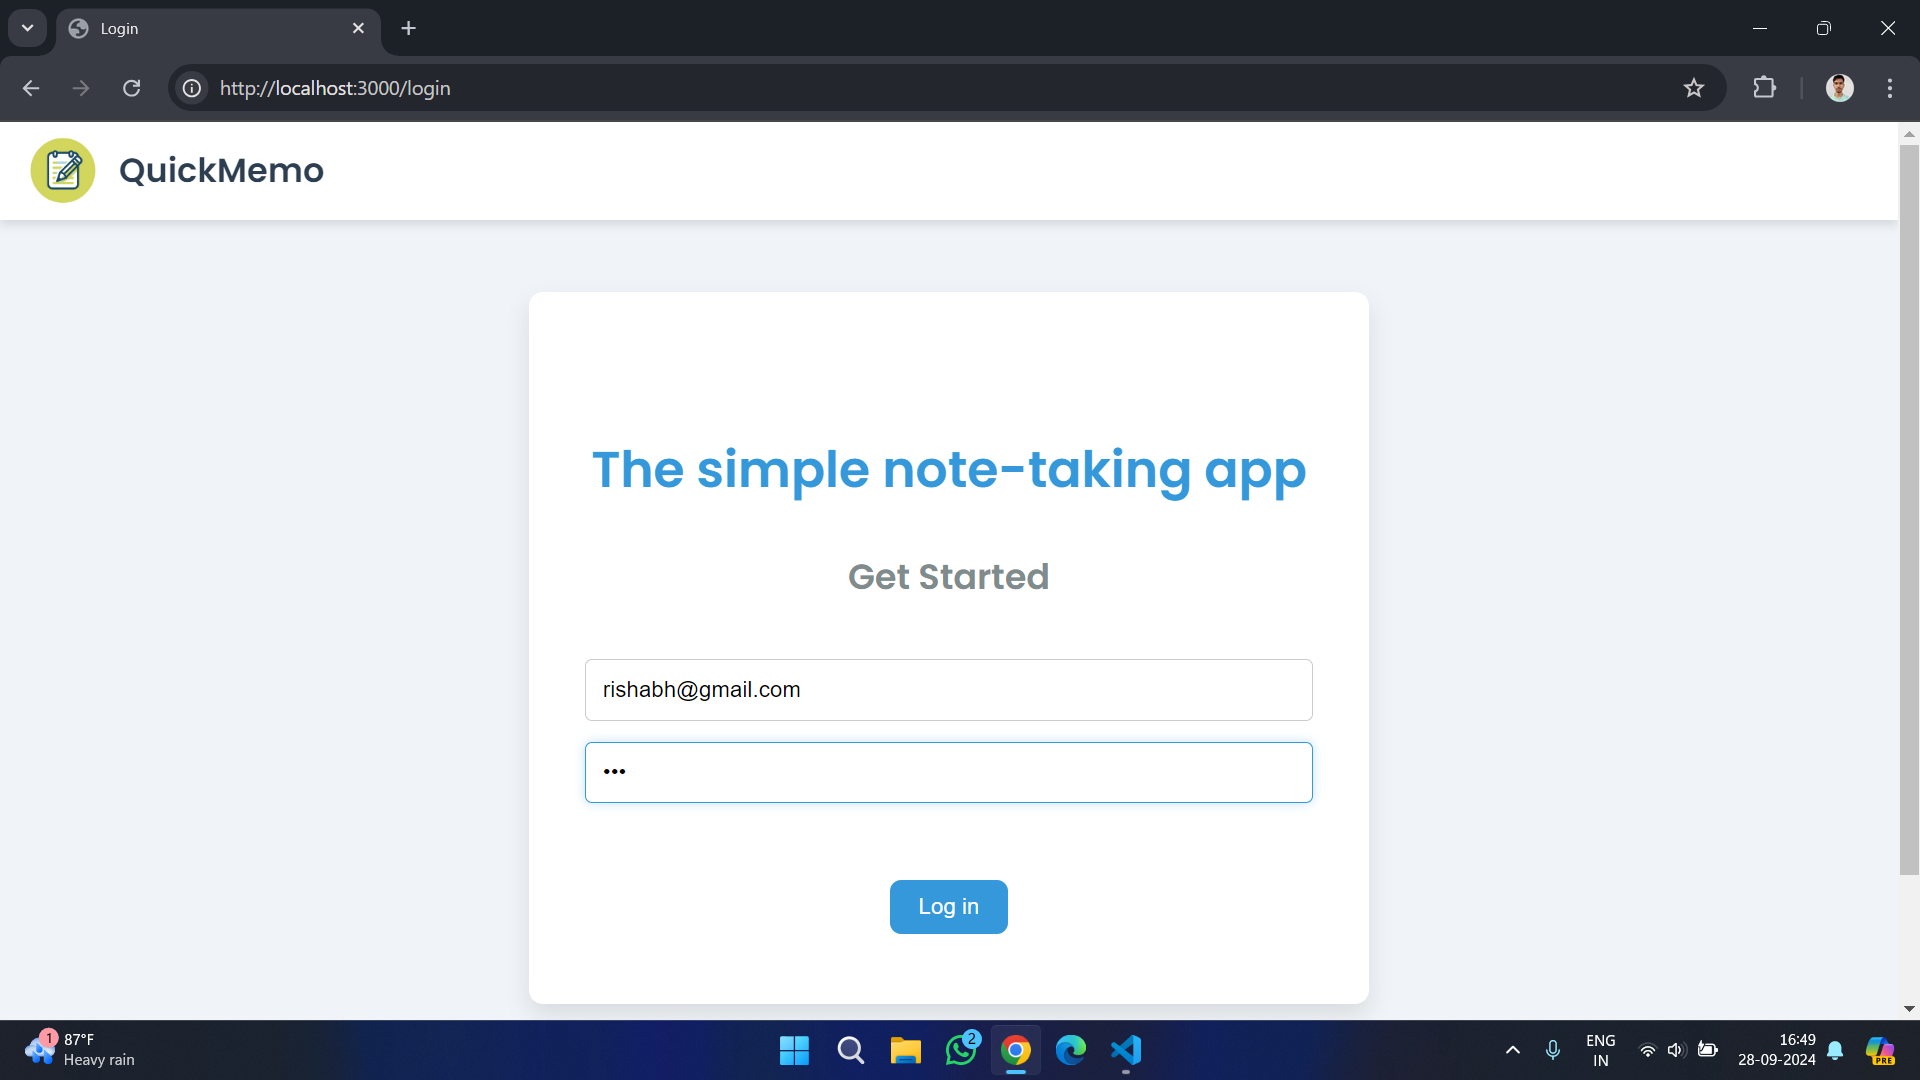 Login
http://localhost:3000/login
QuickMemo
The simple note-taking app
Get Started
rishabh@gmail.com
•••
Log in
1
87°F
Heavy rain
2
ENG
IN
16:49
28-09-2024
PRE